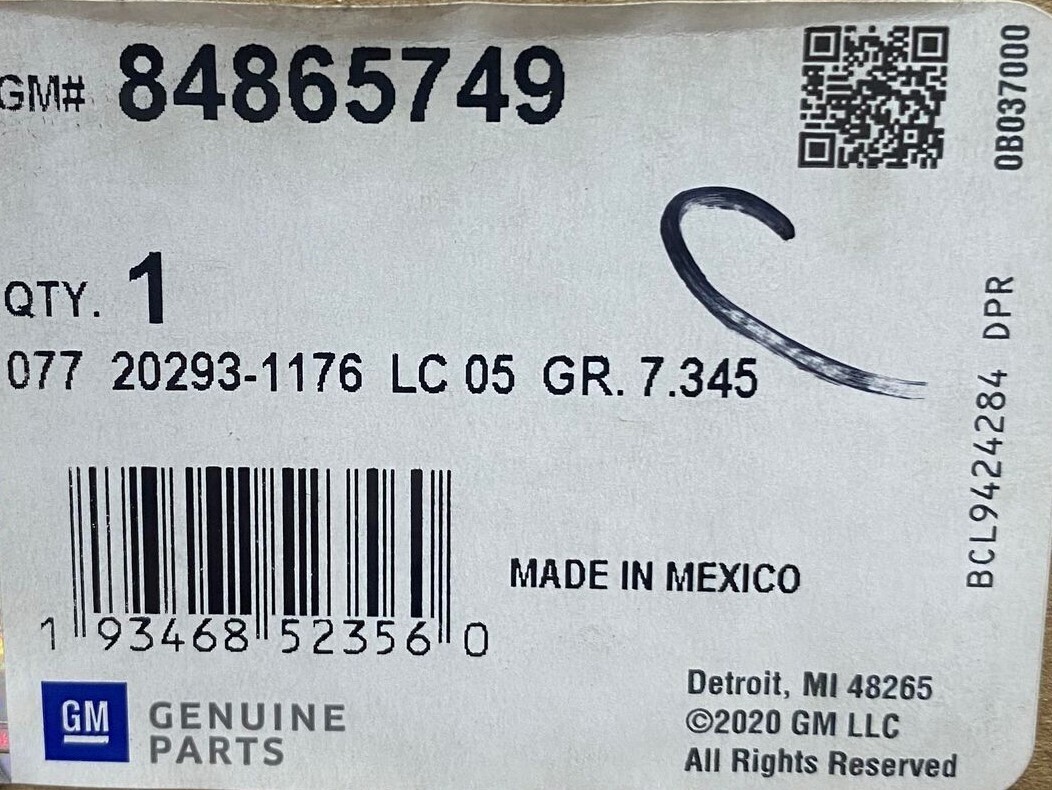 GM# 84865749
0B037000
QTY. 1
077 20293-1176 LC 05 GR. 7.345
BCL9424284 DPR
MADE IN MEXICO
1 93468 52356 0
GM GENUINE
PARTS
Detroit, MI 48265
©2020 GM LLC
All Rights Reserved